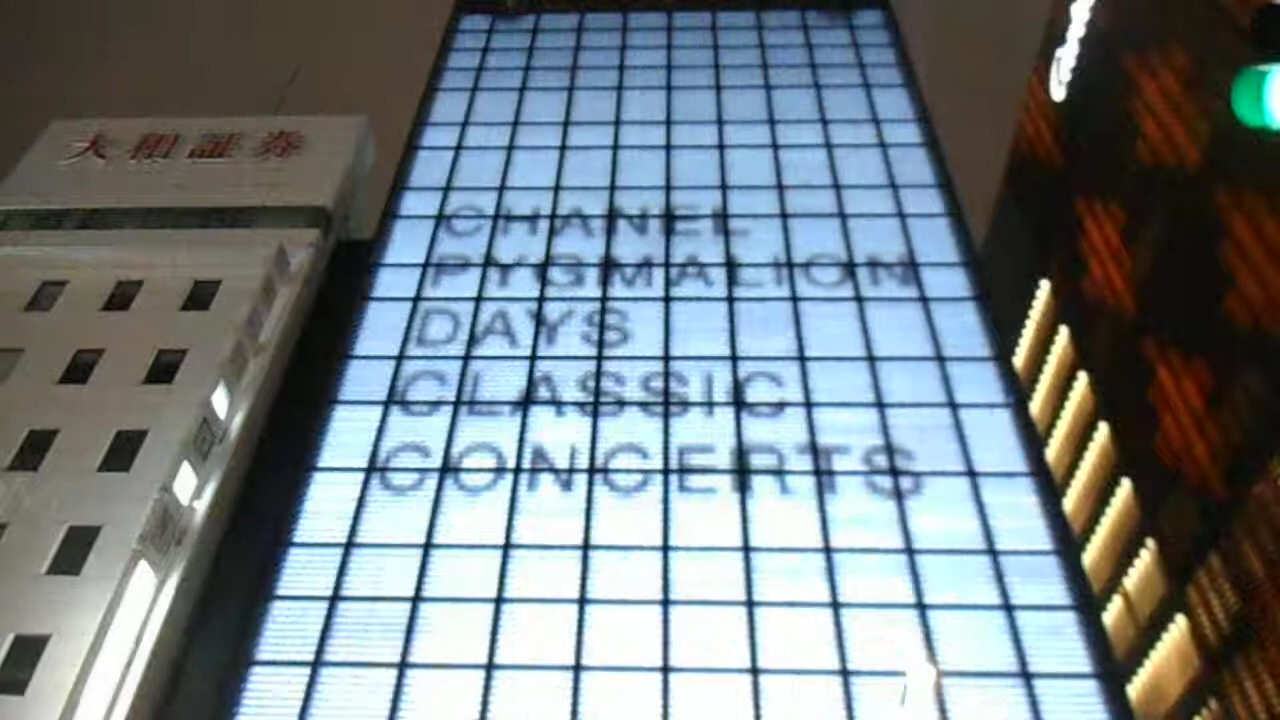 大和証券
CHANEL
PYGMALION
DAYS
CLASSIC
CONCERTS